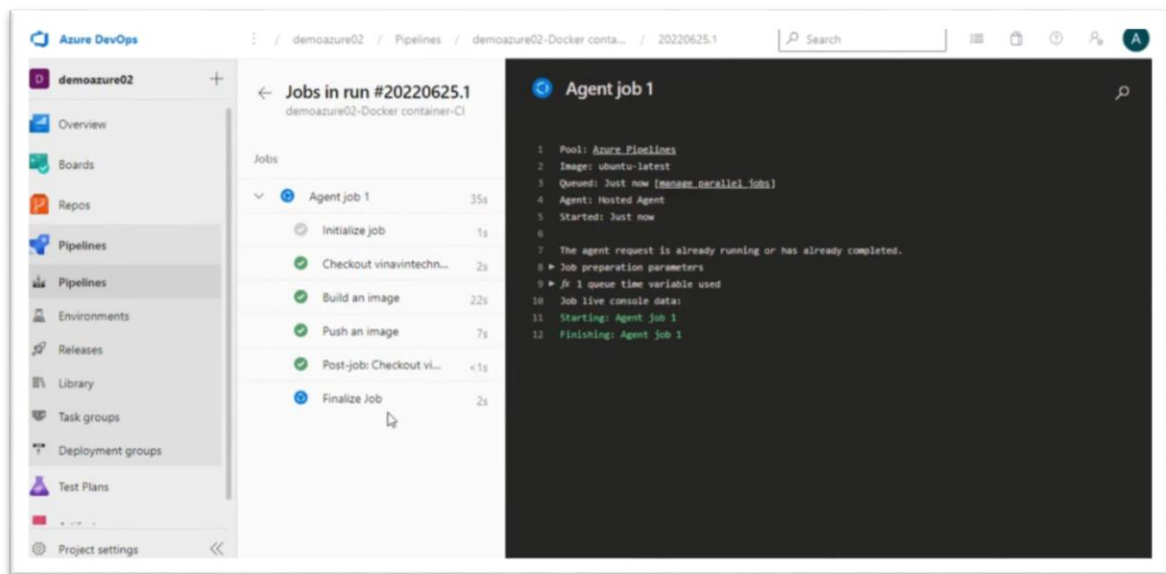 Azure DevOps
/ demoazure02 / Pipelines / demoazure02-Docker conta... / 20220625.1
Search
A
D demoazure02
Overview
Boards
Repos
Pipelines
Pipelines
Environments
Releases
Library
Task groups
Deployment groups
Test Plans
Project settings
Jobs in run #20220625.1
demoazure02-Docker container-CI
Jobs
Agent job 1 35s
Initialize job 1s
Checkout vinavintechn... 2s
Build an image 22s
Push an image 7s
Post-job: Checkout vi... <1s
Finalize Job 2s
Agent job 1
1 Pool: Azure Pipelines
2 Image: ubuntu-latest
3 Queued: Just now [manage parallel jobs]
4 Agent: Hosted Agent
5 Started: Just now
6
7 The agent request is already running or has already completed.
8 Job preparation parameters
9 fx 1 queue time variable used
10 Job live console data:
11 Starting: Agent job 1
12 Finishing: Agent job 1